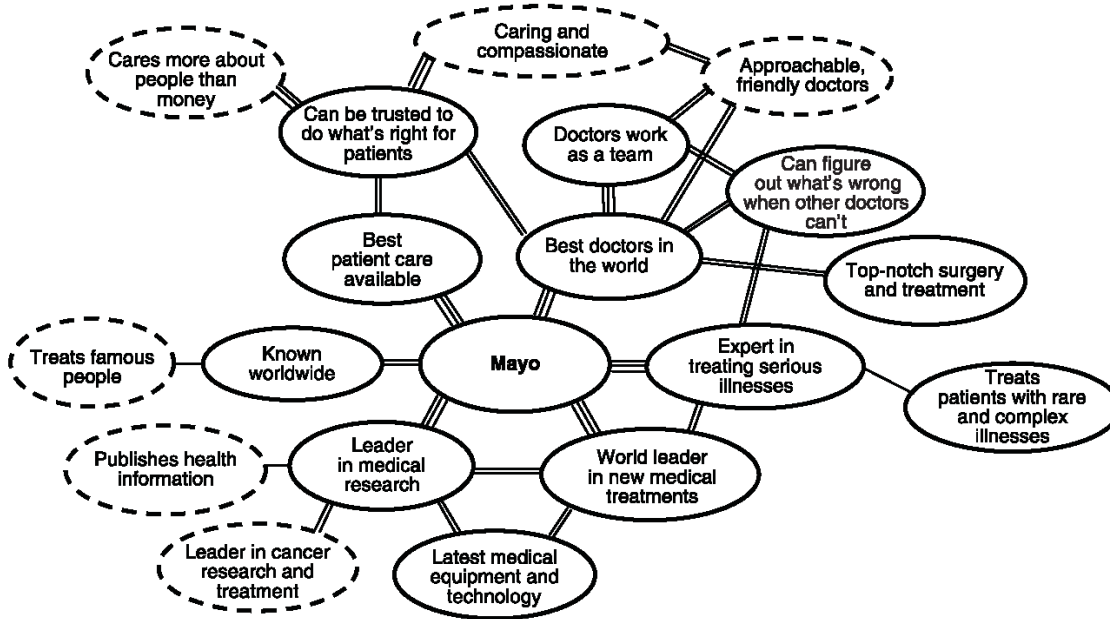 Caring and
compassionate
Cares more about
people than
money
Approachable,
friendly doctors
Can be trusted to
do what's right for
patients
Doctors work
as a team
Can figure
out what's wrong
when other doctors
can't
Best
patient care
available
Best doctors in
the world
Top-notch surgery
and treatment
Treats famous
people
Known
worldwide
Mayo
Expert in
treating serious
illnesses
Treats
patients with rare
and complex
illnesses
Publishes health
information
Leader
in medical
research
World leader
in new medical
treatments
Leader in cancer
research and
treatment
Latest medical
equipment and
technology